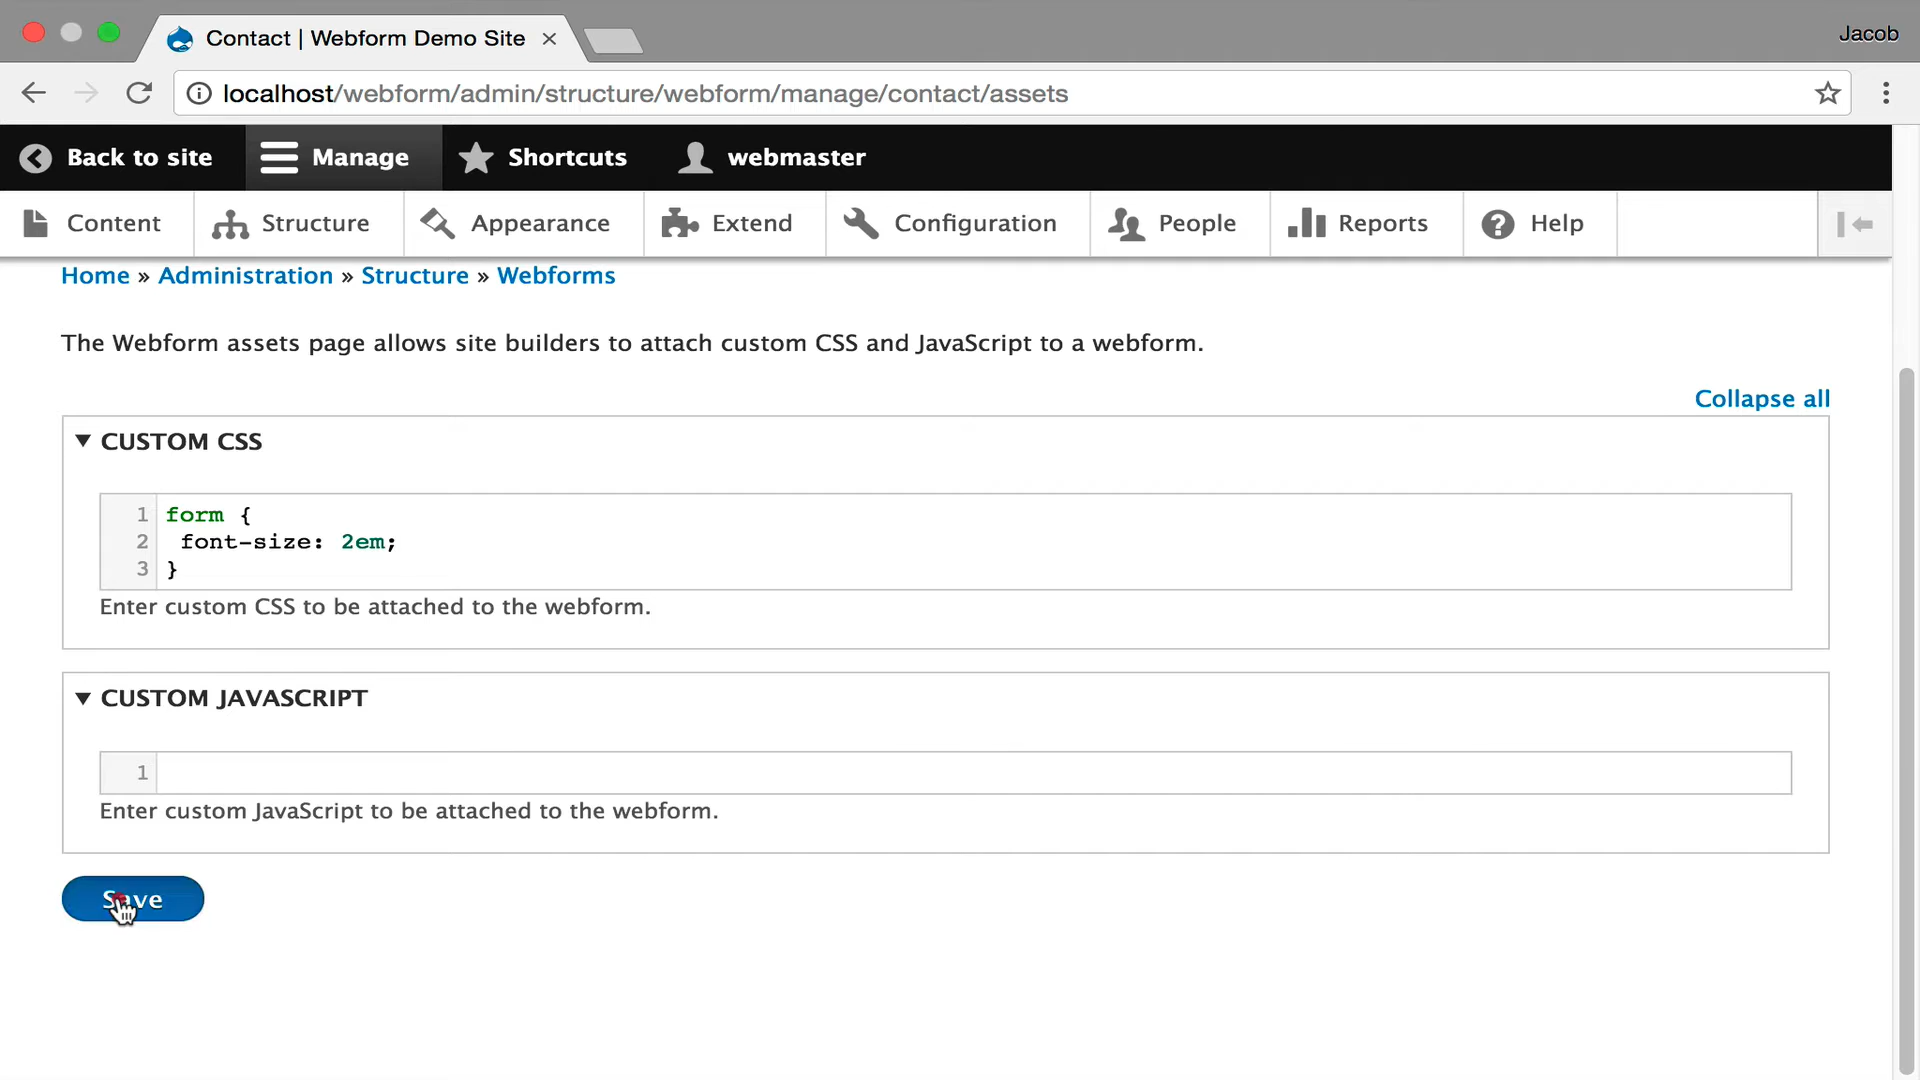 Contact | Webform Demo Site
Jacob
localhost/webform/admin/structure/webform/manage/contact/assets
Back to site Manage Shortcuts webmaster
Content Structure Appearance Extend Configuration People Reports Help
Home » Administration » Structure » Webforms
The Webform assets page allows site builders to attach custom CSS and JavaScript to a webform.
Collapse all
CUSTOM CSS
1 form {
2 font-size: 2em;
3 }
Enter custom CSS to be attached to the webform.
CUSTOM JAVASCRIPT
1
Enter custom JavaScript to be attached to the webform.
Save